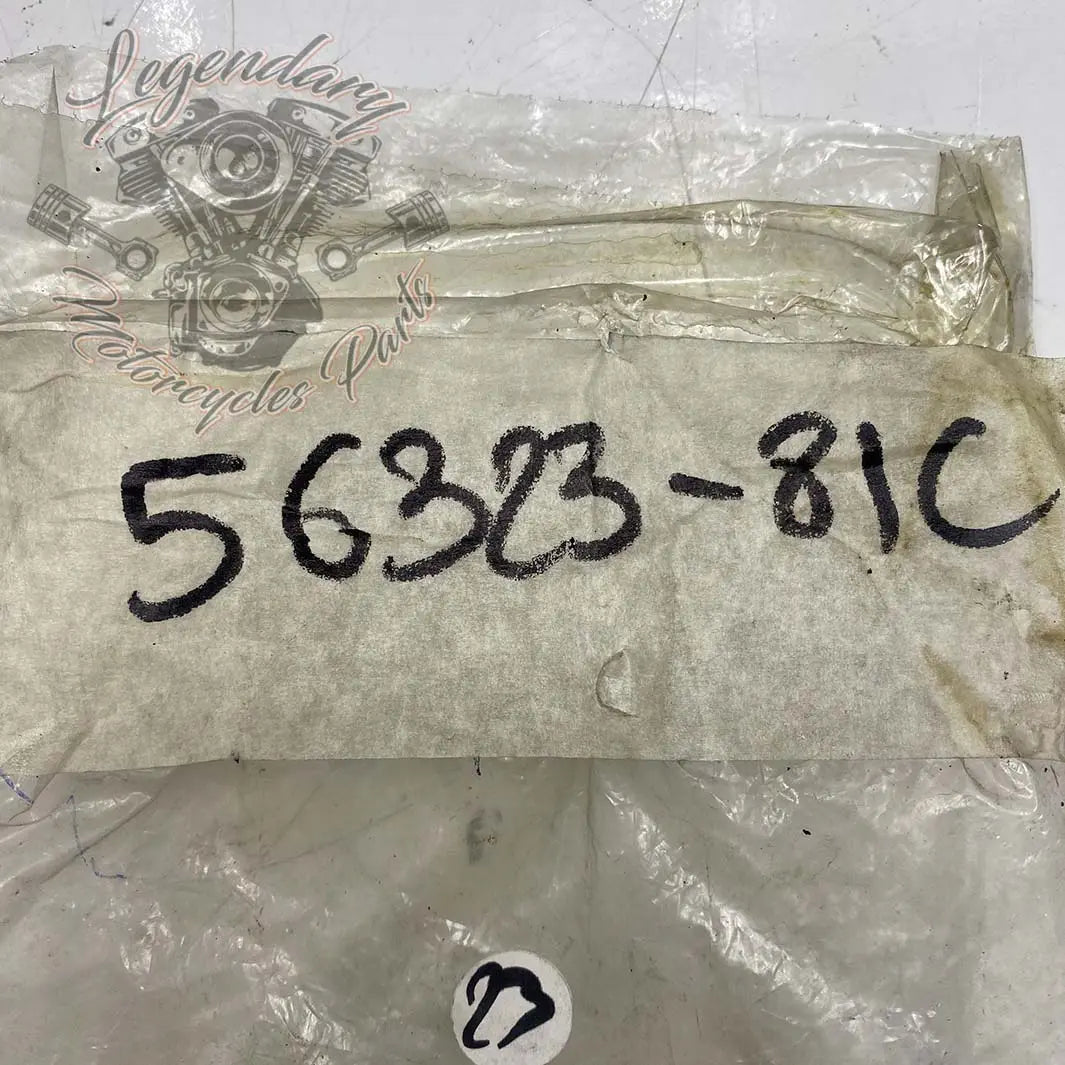 Legendary
Motorcycles Parts
56323-81C
23